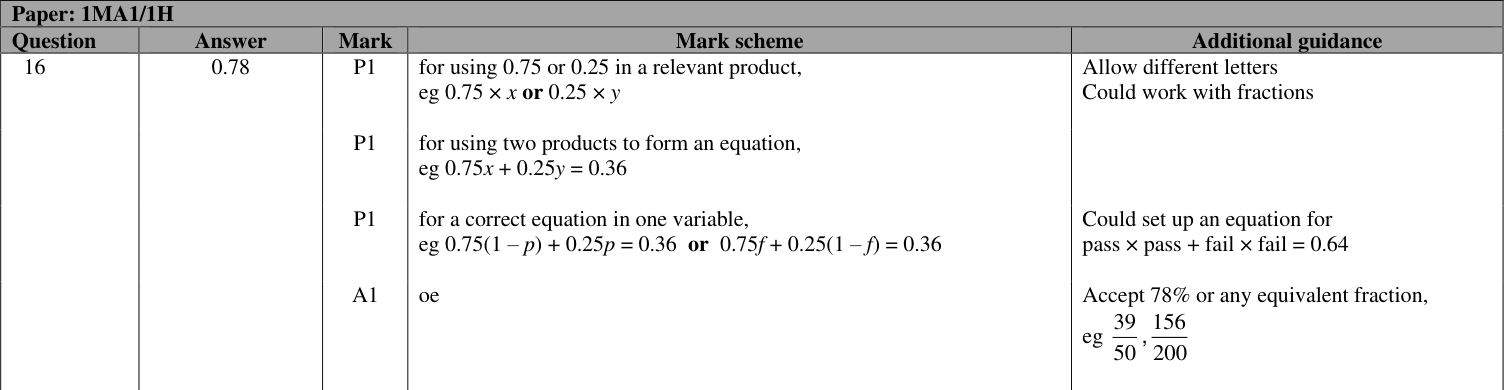 Paper: 1MA1/1H
Question Answer Mark Mark scheme Additional guidance
16 0.78 P1 for using 0.75 or 0.25 in a relevant product, Allow different letters
eg 0.75 × x or 0.25 × y Could work with fractions
P1 for using two products to form an equation,
eg 0.75x + 0.25y = 0.36
P1 for a correct equation in one variable, Could set up an equation for
eg 0.75(1 – p) + 0.25p = 0.36 or 0.75f + 0.25(1 – f) = 0.36 pass × pass + fail × fail = 0.64
A1 oe Accept 78% or any equivalent fraction,
eg 39/50 , 156/200